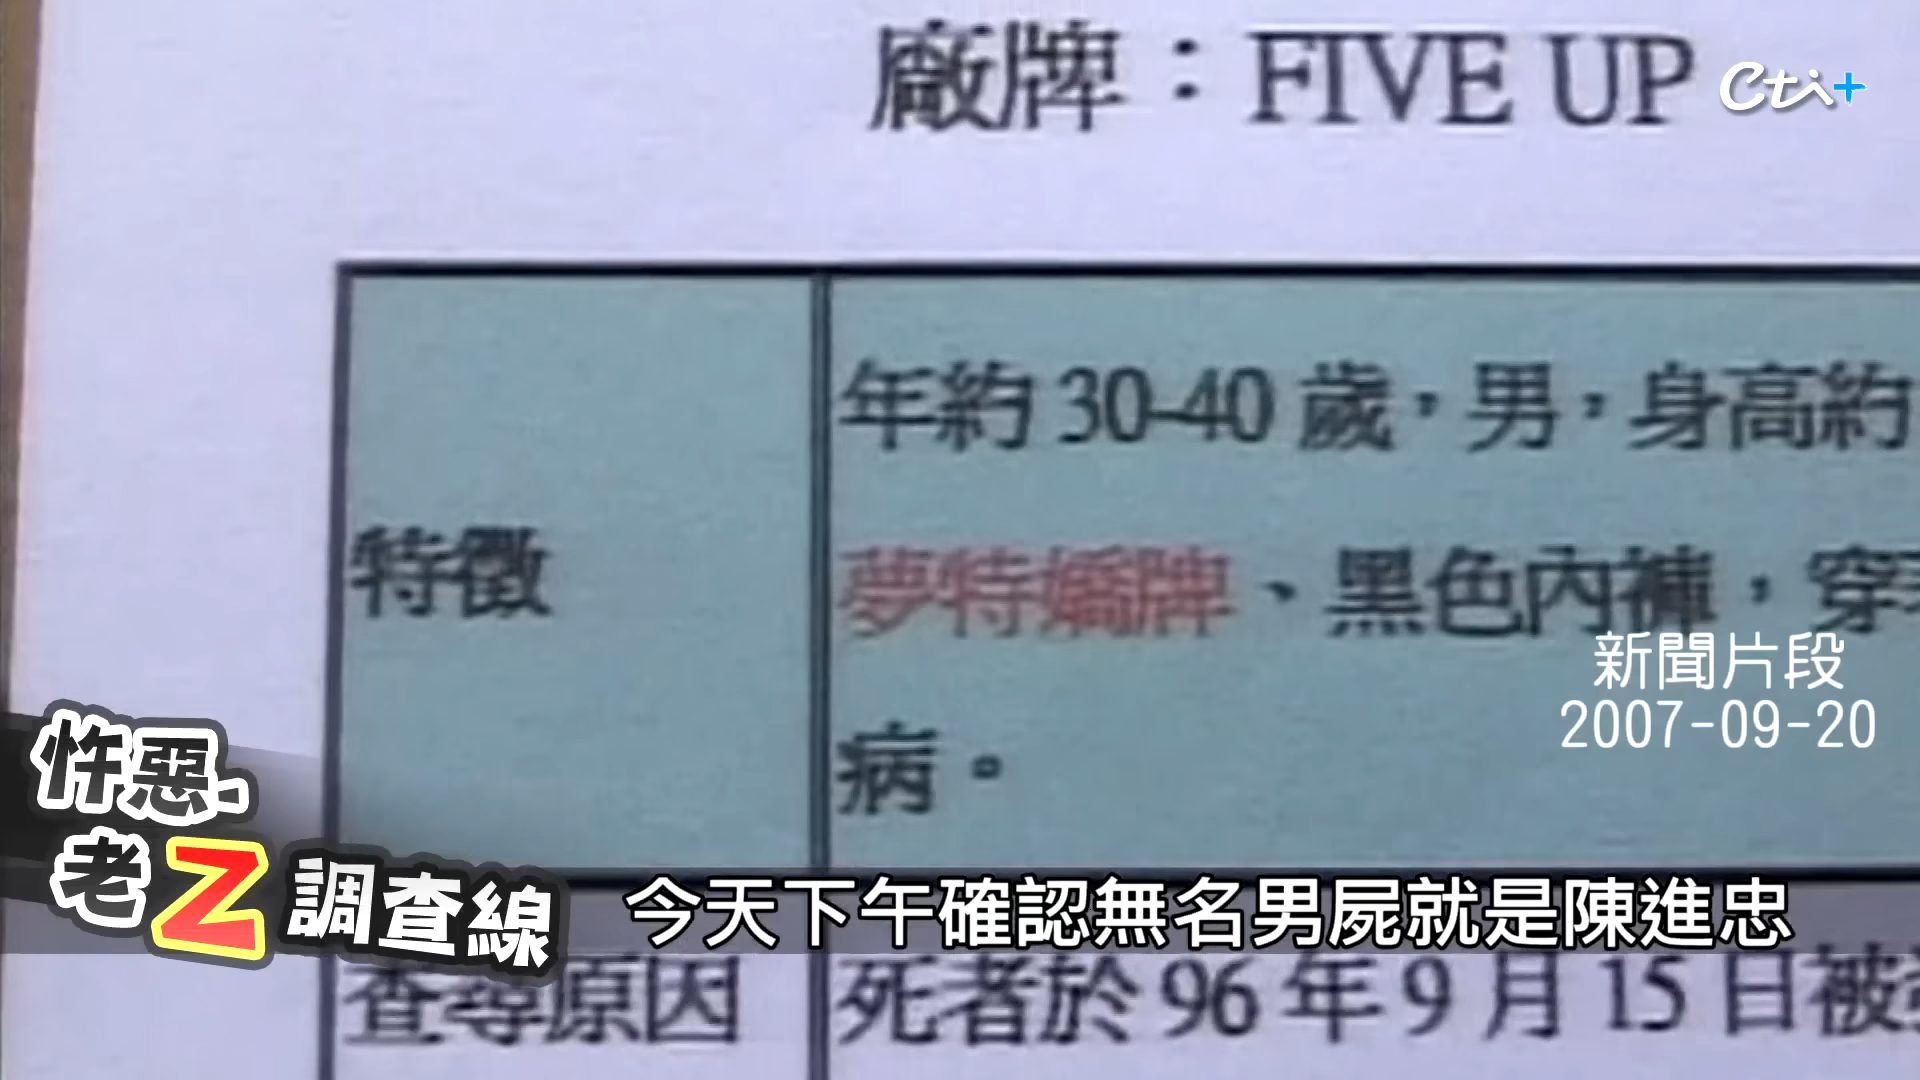 廠牌：FIVE UP
Cti+
年約 30-40 歲，男，身高約
特徵
夢特嬌牌、黑色內褲，穿
新聞片段
2007-09-20
病。
忤惡-
老Z調查線
今天下午確認無名男屍就是陳進忠
查尋原因
死者於 96 年 9 月 15 日被